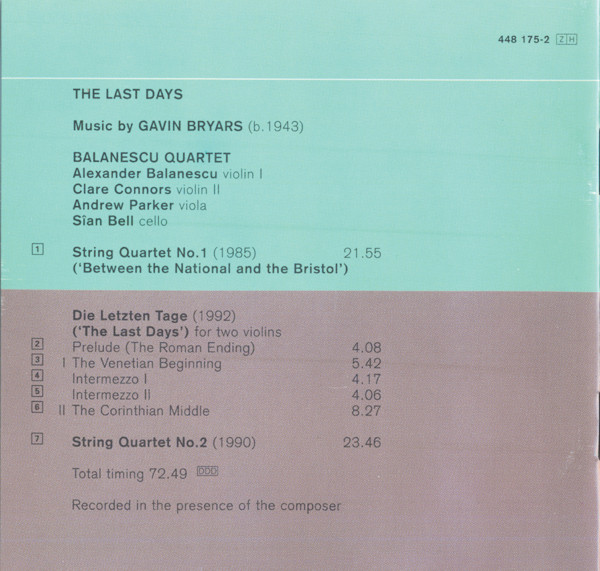 448 175-2 ZH
THE LAST DAYS
Music by GAVIN BRYARS (b.1943)
BALANESCU QUARTET
Alexander Balanescu violin I
Clare Connors violin II
Andrew Parker viola
Sîan Bell cello
1 String Quartet No.1 (1985) 21.55
(‘Between the National and the Bristol’)
Die Letzten Tage (1992)
(‘The Last Days’) for two violins
2 Prelude (The Roman Ending) 4.08
3 I The Venetian Beginning 5.42
4 Intermezzo I 4.17
5 Intermezzo II 4.06
6 II The Corinthian Middle 8.27
7 String Quartet No.2 (1990) 23.46
Total timing 72.49 DDD
Recorded in the presence of the composer